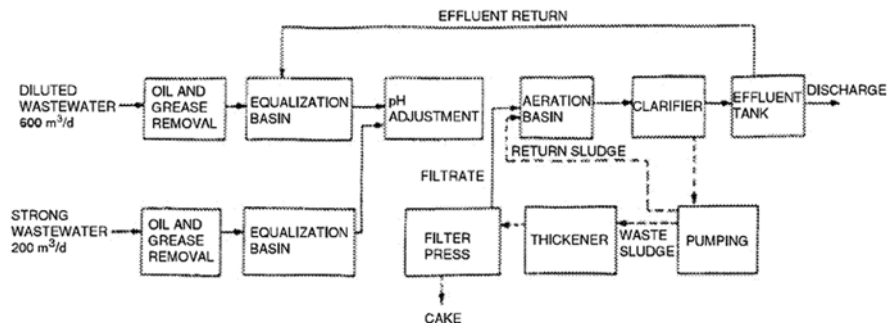 EFFLUENT RETURN
DILUTED
WASTEWATER
600 m³/d
OIL AND
GREASE
REMOVAL
EQUALIZATION
BASIN
pH
ADJUSTMENT
AERATION
BASIN
CLARIFIER
EFFLUENT
TANK
DISCHARGE
RETURN SLUDGE
FILTRATE
STRONG
WASTEWATER
200 m³/d
OIL AND
GREASE
REMOVAL
EQUALIZATION
BASIN
FILTER
PRESS
THICKENER
WASTE
SLUDGE
PUMPING
CAKE